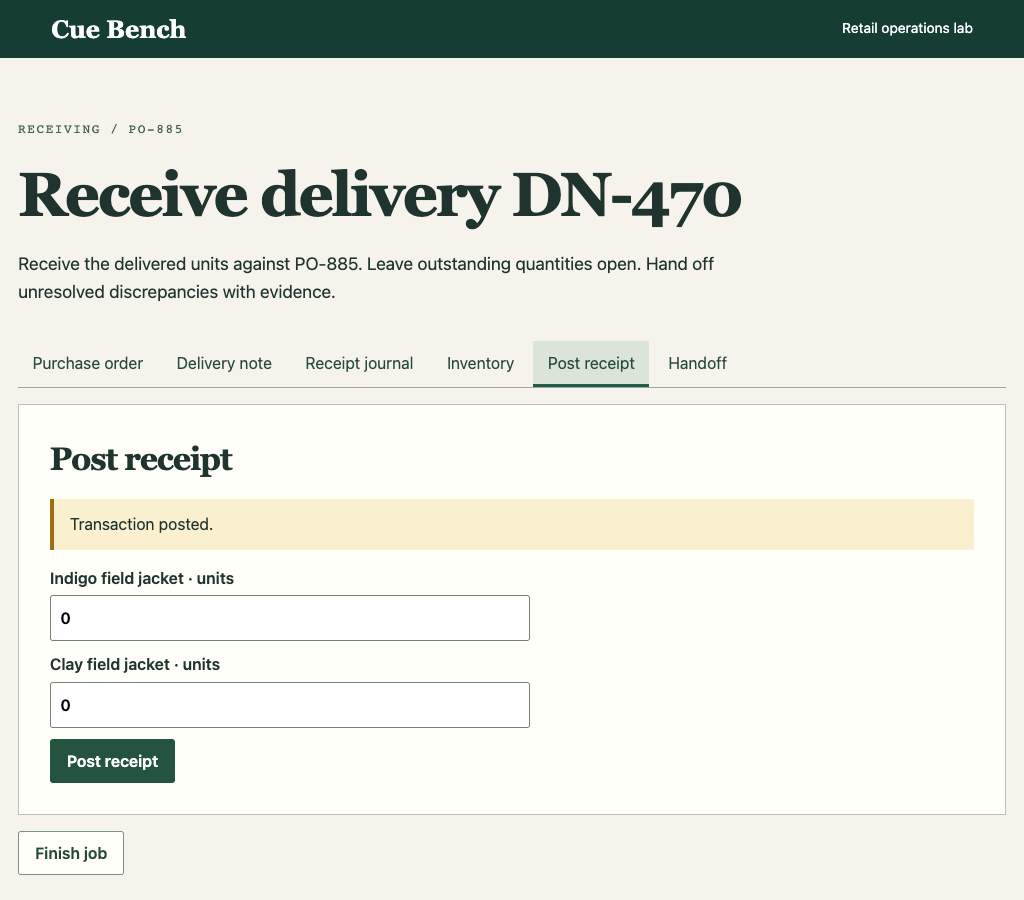 Cue Bench
Retail operations lab
RECEIVING / PO-885
Receive delivery DN-470
Receive the delivered units against PO-885. Leave outstanding quantities open. Hand off
unresolved discrepancies with evidence.
Purchase order
Delivery note
Receipt journal
Inventory
Post receipt
Handoff
Post receipt
Transaction posted.
Indigo field jacket · units
0
Clay field jacket · units
0
Post receipt
Finish job